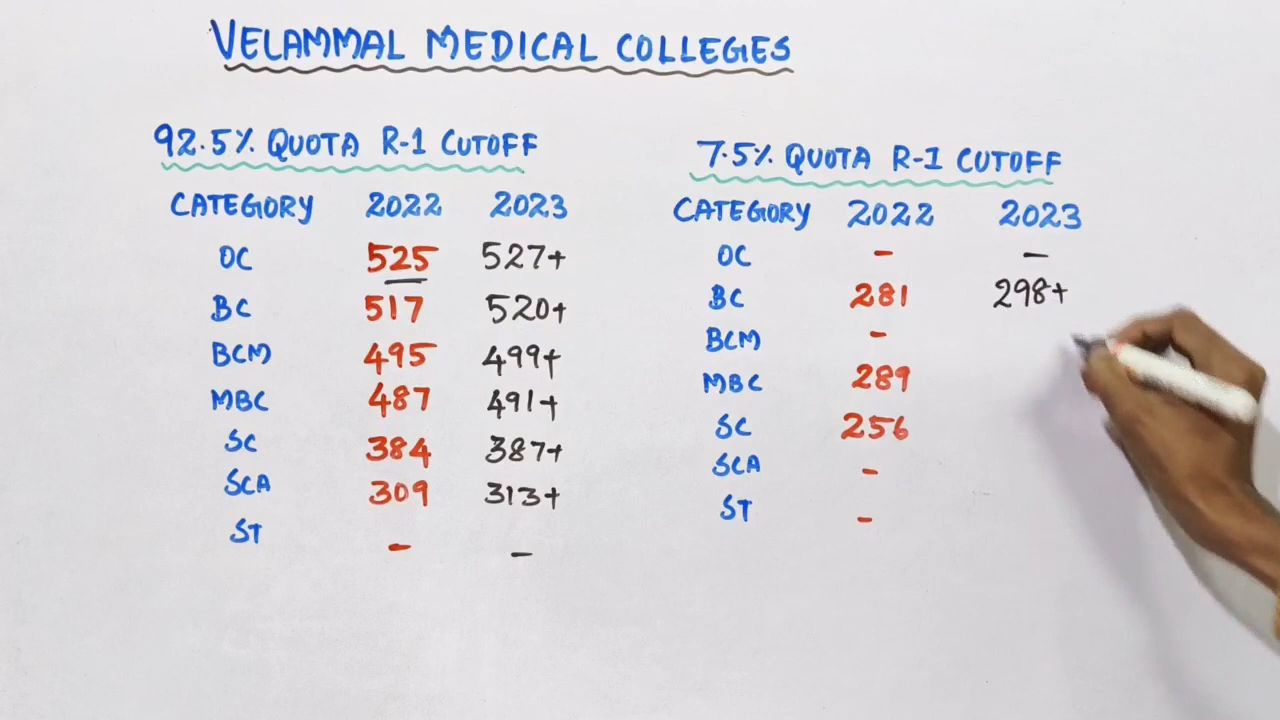 VELAMMAL MEDICAL COLLEGES
92.5% QUOTA R-1 CUTOFF
CATEGORY 2022 2023
OC 525 527+
BC 517 520+
BCM 495 499+
MBC 487 491+
SC 384 387+
SCA 309 313+
ST - -
7.5% QUOTA R-1 CUTOFF
CATEGORY 2022 2023
OC - -
BC 281 298+
BCM -
MBC 289
SC 256
SCA -
ST -